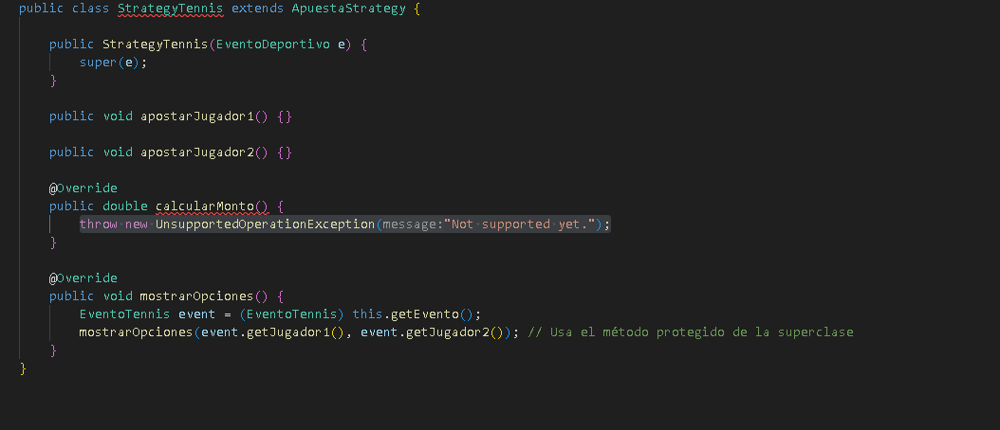 public class StrategyTennis extends ApuestaStrategy {
public StrategyTennis(EventoDeportivo e) {
super(e);
}
public void apostarJugador1() {}
public void apostarJugador2() {}
@Override
public double calcularMonto() {
throw new UnsupportedOperationException(message:"Not supported yet.");
}
@Override
public void mostrarOpciones() {
EventoTennis event = (EventoTennis) this.getEvento();
mostrarOpciones(event.getJugador1(), event.getJugador2()); // Usa el método protegido de la superclase
}
}